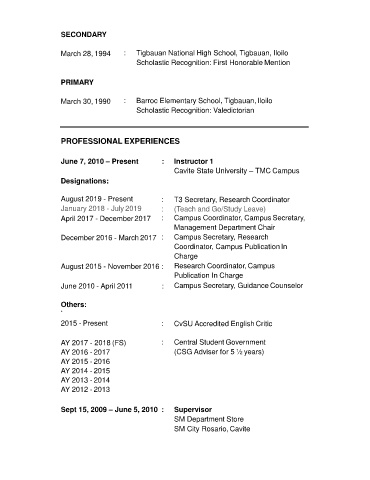 SECONDARY
March 28, 1994 : Tigbauan National High School, Tigbauan, Iloilo
Scholastic Recognition: First Honorable Mention
PRIMARY
March 30, 1990 : Barroc Elementary School, Tigbauan, Iloilo
Scholastic Recognition: Valedictorian
PROFESSIONAL EXPERIENCES
June 7, 2010 – Present : Instructor 1
Cavite State University – TMC Campus
Designations:
August 2019 - Present : T3 Secretary, Research Coordinator
January 2018 - July 2019 : (Teach and Go/Study Leave)
April 2017 - December 2017 : Campus Coordinator, Campus Secretary,
Management Department Chair
December 2016 - March 2017 : Campus Secretary, Research
Coordinator, Campus Publication In
Charge
August 2015 - November 2016 : Research Coordinator, Campus
Publication In Charge
June 2010 - April 2011 : Campus Secretary, Guidance Counselor
Others:
2015 - Present : CvSU Accredited English Critic
AY 2017 - 2018 (FS) : Central Student Government
AY 2016 - 2017 (CSG Adviser for 5 ½ years)
AY 2015 - 2016
AY 2014 - 2015
AY 2013 - 2014
AY 2012 - 2013
Sept 15, 2009 – June 5, 2010 : Supervisor
SM Department Store
SM City Rosario, Cavite